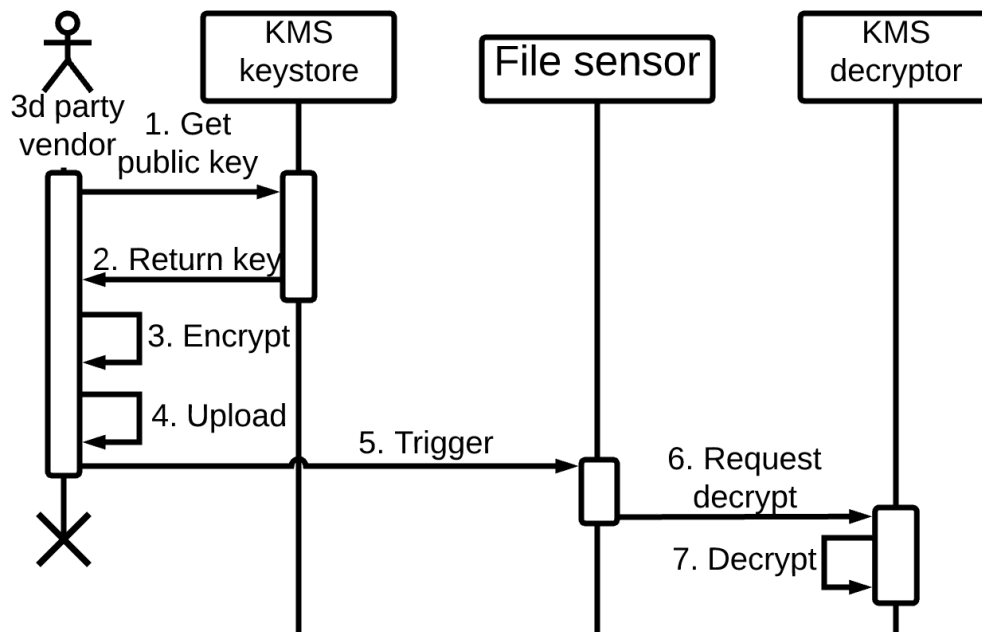 KMS
keystore
File sensor
KMS
decryptor
3d party
vendor
1. Get
public key
2. Return key
3. Encrypt
4. Upload
5. Trigger
6. Request
decrypt
7. Decrypt